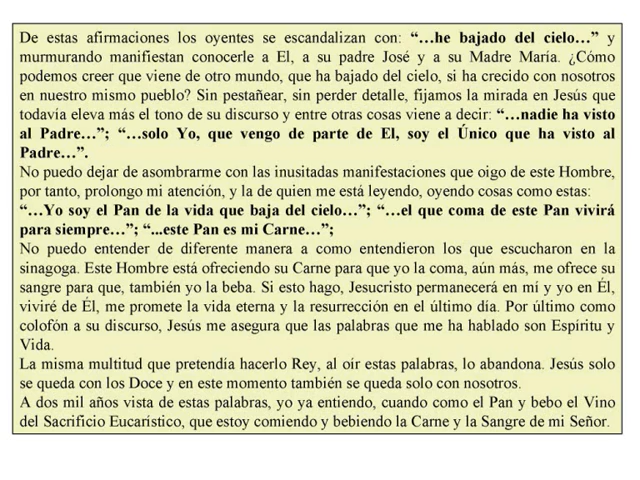 De estas afirmaciones los oyentes se escandalizan con: “…he bajado del cielo…” y
murmurando manifiestan conocerle a El, a su padre José y a su Madre María. ¿Cómo
podemos creer que viene de otro mundo, que ha bajado del cielo, si ha crecido con nosotros
en nuestro mismo pueblo? Sin pestañear, sin perder detalle, fijamos la mirada en Jesús que
todavía eleva más el tono de su discurso y entre otras cosas viene a decir: “…nadie ha visto
al Padre…”; “…solo Yo, que vengo de parte de El, soy el Único que ha visto al
Padre…”.
No puedo dejar de asombrarme con las inusitadas manifestaciones que oigo de este Hombre,
por tanto, prolongo mi atención, y la de quien me está leyendo, oyendo cosas como estas:
“…Yo soy el Pan de la vida que baja del cielo…”; “…el que coma de este Pan vivirá
para siempre…”; “...este Pan es mi Carne…”;
No puedo entender de diferente manera a como entendieron los que escucharon en la
sinagoga. Este Hombre está ofreciendo su Carne para que yo la coma, aún más, me ofrece su
sangre para que, también yo la beba. Si esto hago, Jesucristo permanecerá en mí y yo en Él,
viviré de Él, me promete la vida eterna y la resurrección en el último día. Por último como
colofón a su discurso, Jesús me asegura que las palabras que me ha hablado son Espíritu y
Vida.
La misma multitud que pretendía hacerlo Rey, al oír estas palabras, lo abandona. Jesús solo
se queda con los Doce y en este momento también se queda solo con nosotros.
A dos mil años vista de estas palabras, yo ya entiendo, cuando como el Pan y bebo el Vino
del Sacrificio Eucarístico, que estoy comiendo y bebiendo la Carne y la Sangre de mi Señor.